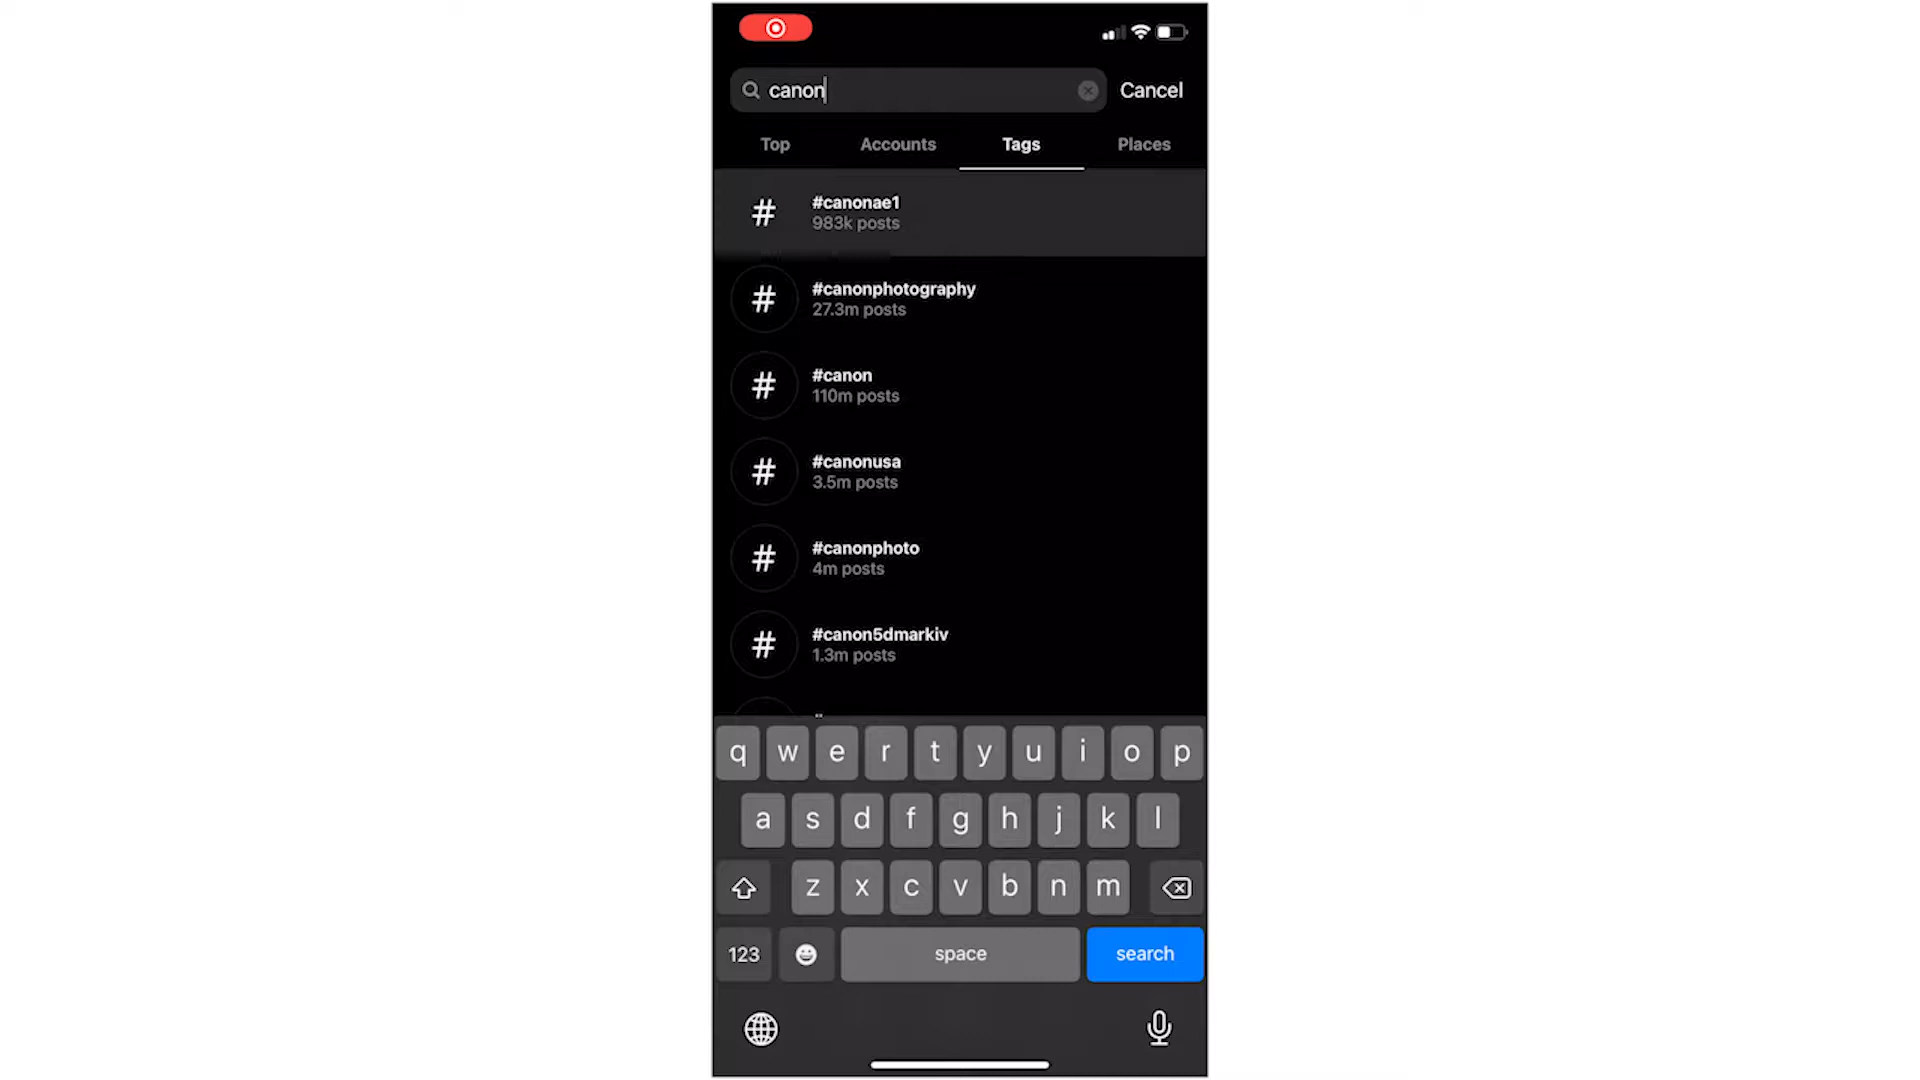 canon
Cancel
Top Accounts Tags Places
# #canonae1
983k posts
# #canonphotography
27.3m posts
# #canon
110m posts
# #canonusa
3.5m posts
# #canonphoto
4m posts
# #canon5dmarkiv
1.3m posts
q w e r t y u i o p
a s d f g h j k l
z x c v b n m
123 space search